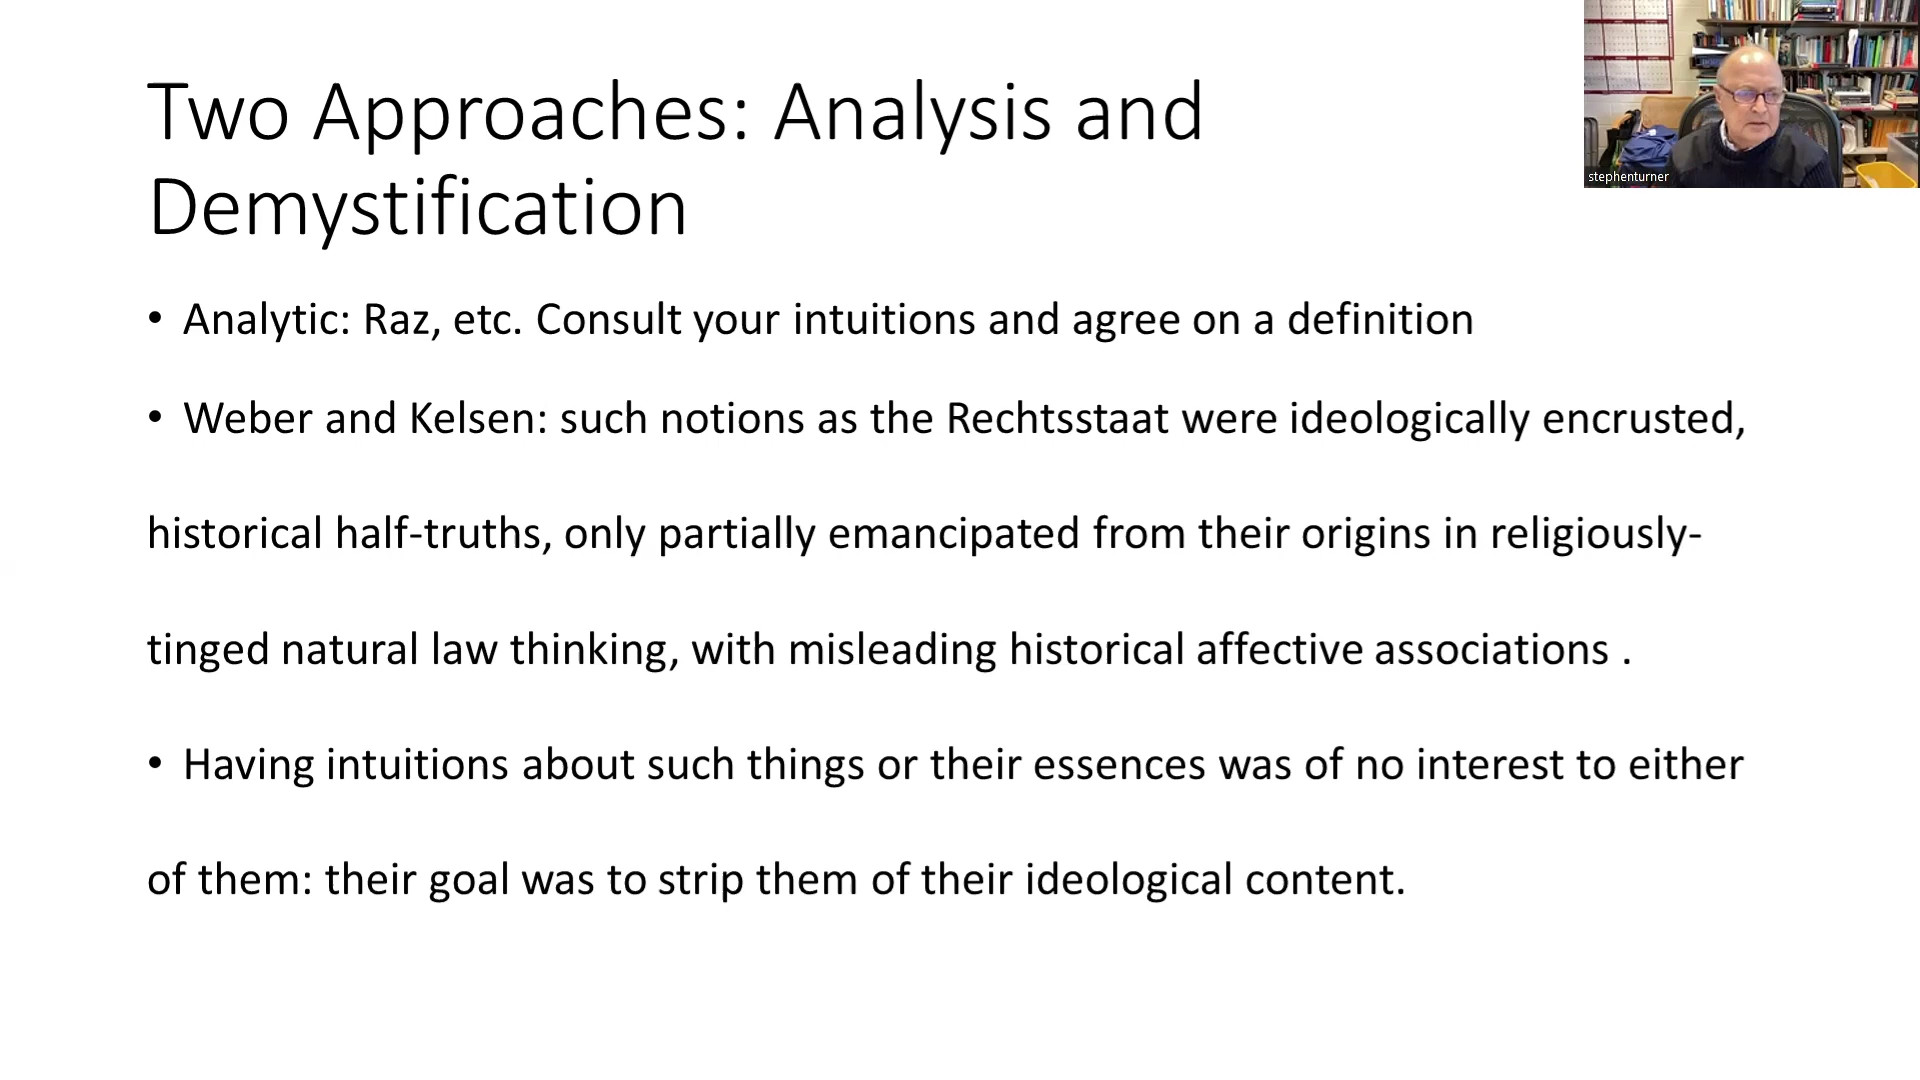 Two Approaches: Analysis and
Demystification
stephenturner
• Analytic: Raz, etc. Consult your intuitions and agree on a definition
• Weber and Kelsen: such notions as the Rechtsstaat were ideologically encrusted,
historical half-truths, only partially emancipated from their origins in religiously-
tinged natural law thinking, with misleading historical affective associations .
• Having intuitions about such things or their essences was of no interest to either
of them: their goal was to strip them of their ideological content.